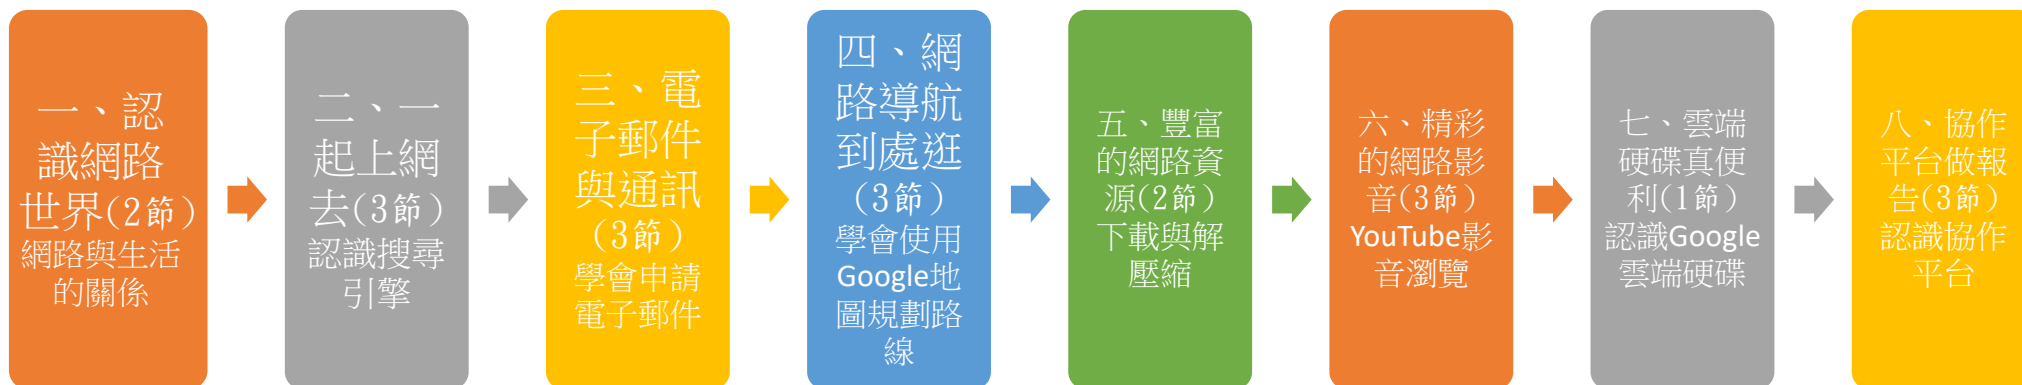 一、認
識網路
世界(2節)
網路與生活
的關係
二、一
起上網
去(3節)
認識搜尋
引擎
三、電
子郵件
與通訊
(3節)
學會申請
電子郵件
四、網
路導航
到處逛
(3節)
學會使用
Google地
圖規劃路
線
五、豐富
的網路資
源(2節)
下載與解
壓縮
六、精彩
的網路影
音(3節)
YouTube影
音瀏覽
七、雲端
硬碟真便
利(1節)
認識Google
雲端硬碟
八、協作
平台做報
告(3節)
認識協作
平台